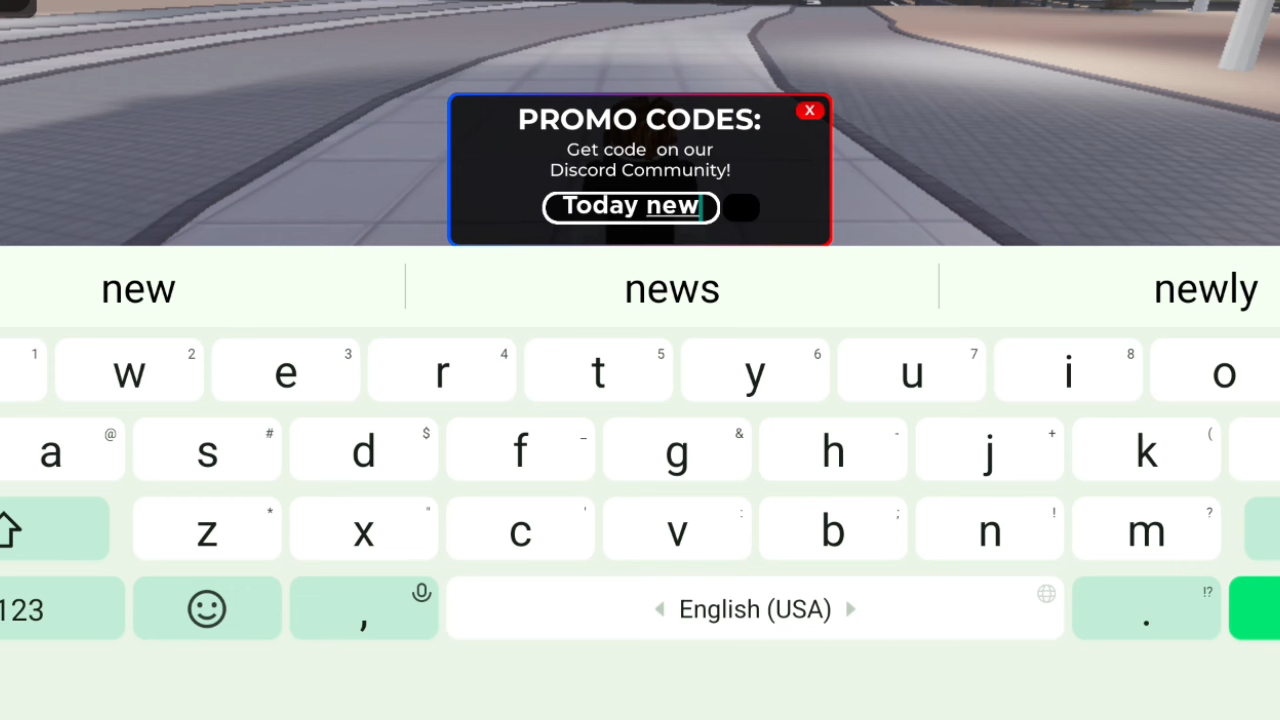 PROMO CODES:
X
Get code on our
Discord Community!
Today new
new news newly
1 w 2 e 3 r 4 t 5 y 6 u 7 i 8 o
a @ s # d $ f _ g & h - j + k (
z * x " c ' v : b ; n ! m ?
123 , English (USA) . !?